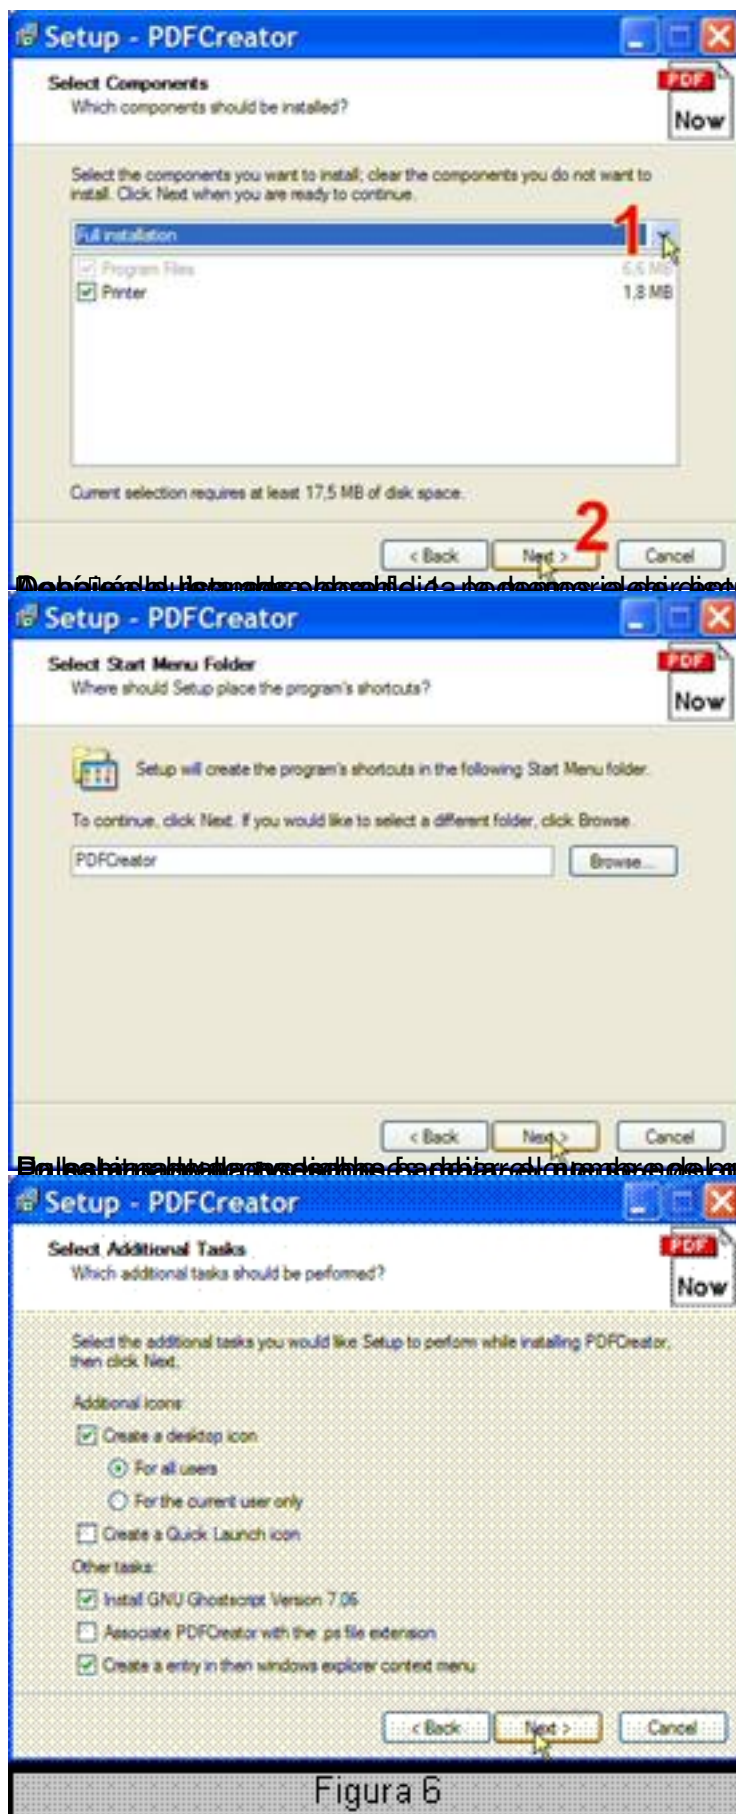 Setup - PDFCreator
Select Components
Which components should be installed?
PDF
Now
Select the components you want to install; clear the components you do not want to
install. Click Next when you are ready to continue.
Full installation
1
Program Files 6,6 MB
Printer 1,8 MB
Current selection requires at least 17,5 MB of disk space.
2
< Back Next > Cancel
Setup - PDFCreator
Select Start Menu Folder
Where should Setup place the program's shortcuts?
PDF
Now
Setup will create the program's shortcuts in the following Start Menu folder.
To continue, click Next. If you would like to select a different folder, click Browse.
PDFCreator
Browse...
< Back Next > Cancel
Setup - PDFCreator
Select Additional Tasks
Which additional tasks should be performed?
PDF
Now
Select the additional tasks you would like Setup to perform while installing PDFCreator,
then click Next.
Additional icons:
Create a desktop icon
For all users
For the current user only
Create a Quick Launch icon
Other tasks:
Install GNU Ghostscript Version 7.06
Associate PDFCreator with the .ps file extension
Create a entry in then windows explorer context menu
< Back Next > Cancel
Figura 6